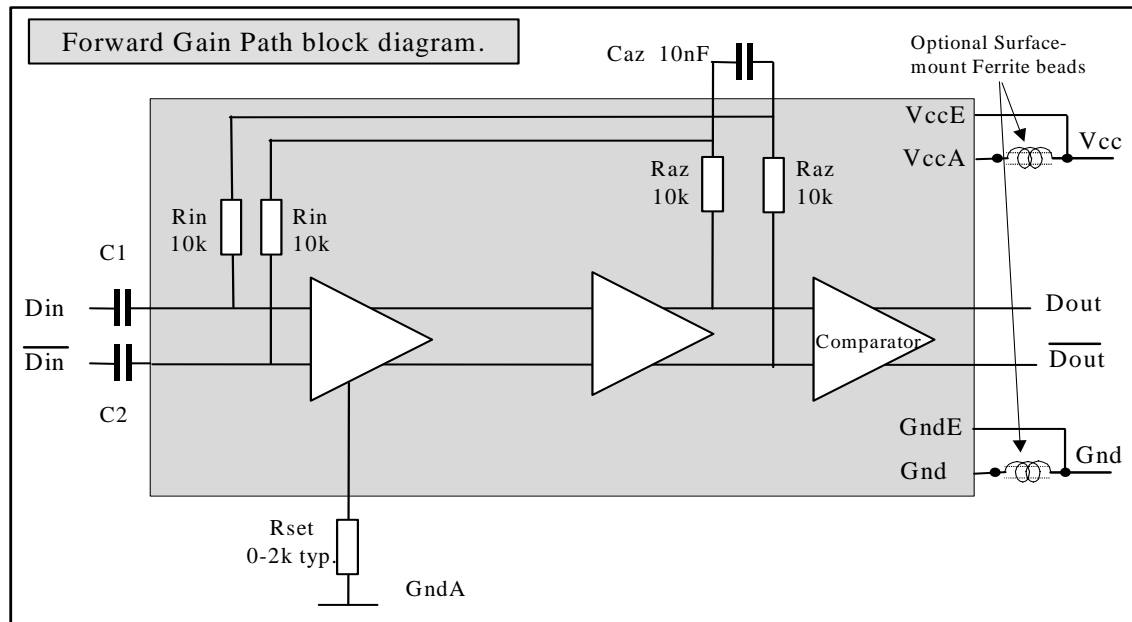 Forward Gain Path block diagram.
Caz 10nF
Optional Surface-
mount Ferrite beads
VccE
Vcc
VccA
Raz
10k
Raz
10k
Rin
10k
Rin
10k
C1
Din
Dout
Comparator
Din
Dout
C2
GndE
Gnd
Gnd
Rset
0-2k typ.
GndA